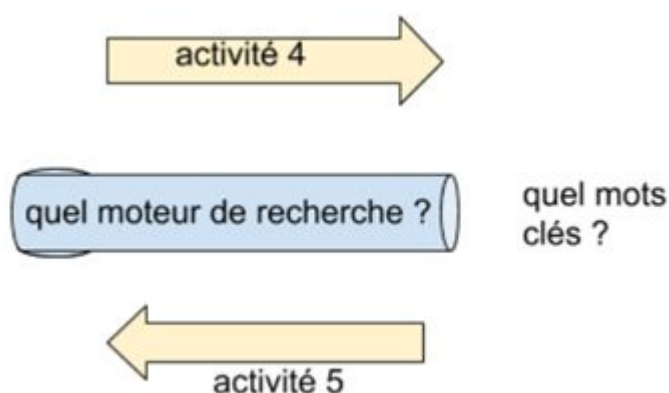 activité 4
quel moteur de recherche ?
quel mots
clés ?
activité 5